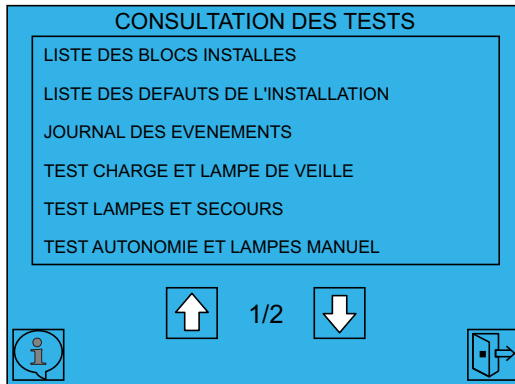 CONSULTATION DES TESTS
LISTE DES BLOCS INSTALLES
LISTE DES DEFAUTS DE L'INSTALLATION
JOURNAL DES EVENEMENTS
TEST CHARGE ET LAMPE DE VEILLE
TEST LAMPES ET SECOURS
TEST AUTONOMIE ET LAMPES MANUEL
1/2
i